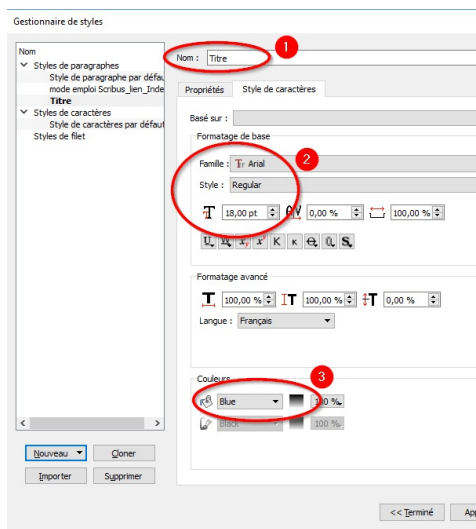 Gestionnaire de styles
Nom
Styles de paragraphes
Style de paragraphe par défau
mode emploi Scribus_lien_Inde
Titre
Styles de caractères
Style de caractères par défaut
Styles de filet
Nouveau
Cloner
Importer
Supprimer
1
Nom : Titre
Propriétés
Style de caractères
Basé sur :
Formatage de base
2
Famille : Arial
Style : Regular
18,00 pt 0,00 % 100,00 %
Formatage avancé
100,00 % 100,00 % 0,00 %
Langue : Français
3
Couleurs
Blue 100 %
Black 100 %
<< Terminé
App